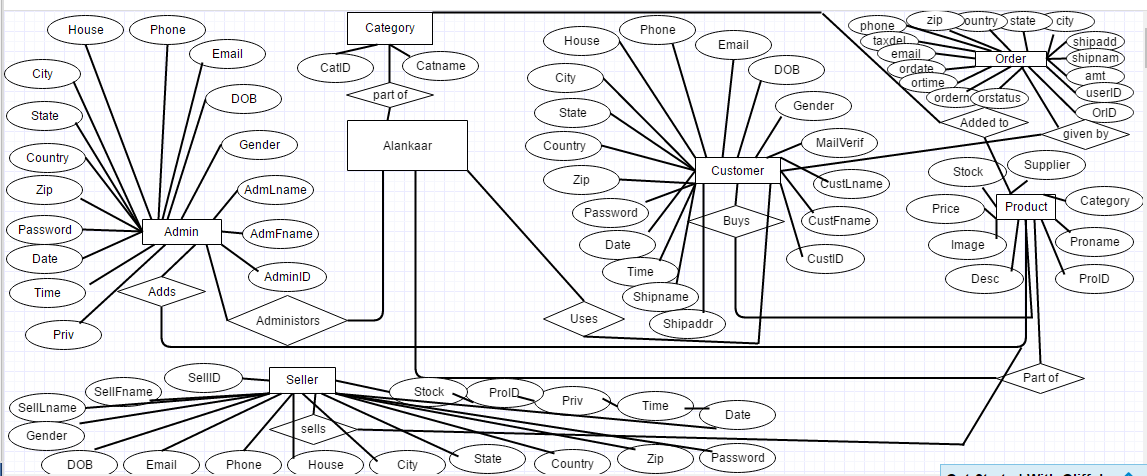 Category
CatID
Catname
part of
Alankaar
House
Phone
Email
City
DOB
State
Gender
Country
Zip
AdmLname
Password
Admin
AdmFname
Date
AdminID
Time
Adds
Administors
Priv
House
Phone
Email
City
DOB
State
Gender
Country
MailVerif
Zip
Customer
CustLname
Password
Buys
CustFname
Date
CustID
Time
Shipname
Uses
Shipaddr
phone
zip
ountry
state
city
taxdel
email
ordate
ortime
ordern
orstatus
Order
shipadd
shipnam
amt
userID
OrID
Added to
given by
Stock
Supplier
Price
Product
Category
Image
Proname
Desc
ProID
Part of
SellID
Seller
SellFname
Stock
ProID
Priv
Time
Date
SellLname
Gender
sells
DOB
Email
Phone
House
City
State
Country
Zip
Password